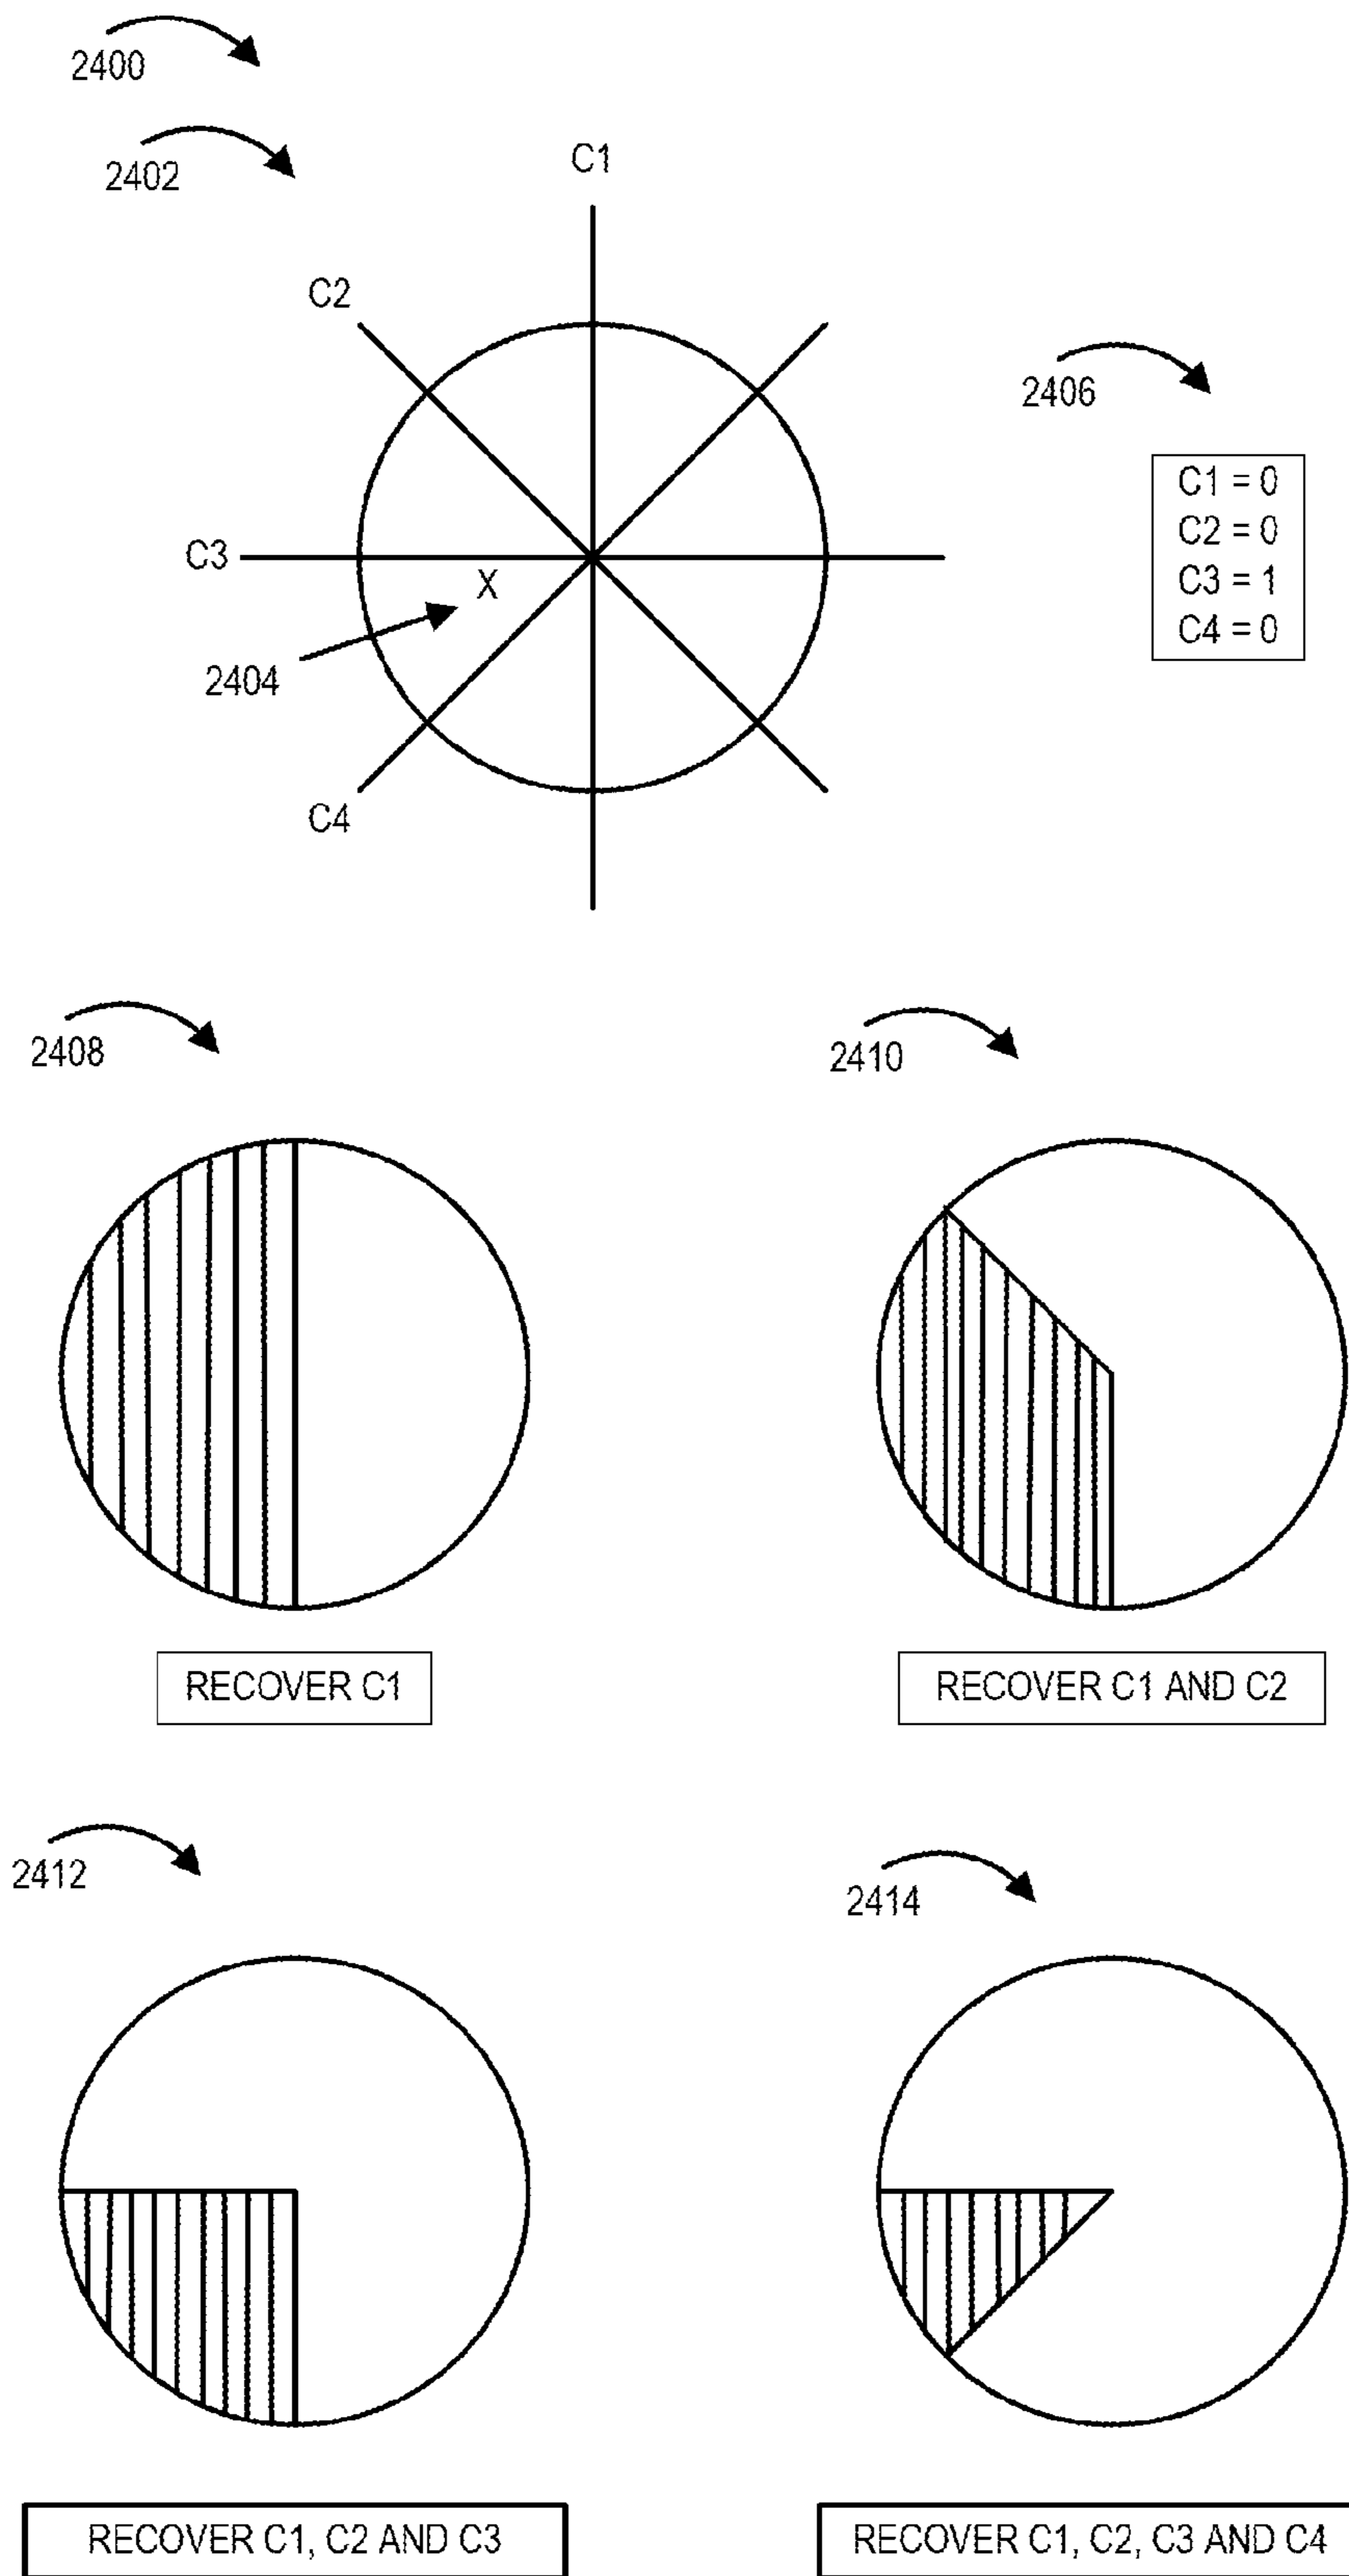 2400
2402
C1
C2
2406
C1 = 0
C2 = 0
C3 = 1
C4 = 0
C3
X
2404
C4
2408
2410
RECOVER C1
RECOVER C1 AND C2
2412
2414
RECOVER C1, C2 AND C3
RECOVER C1, C2, C3 AND C4